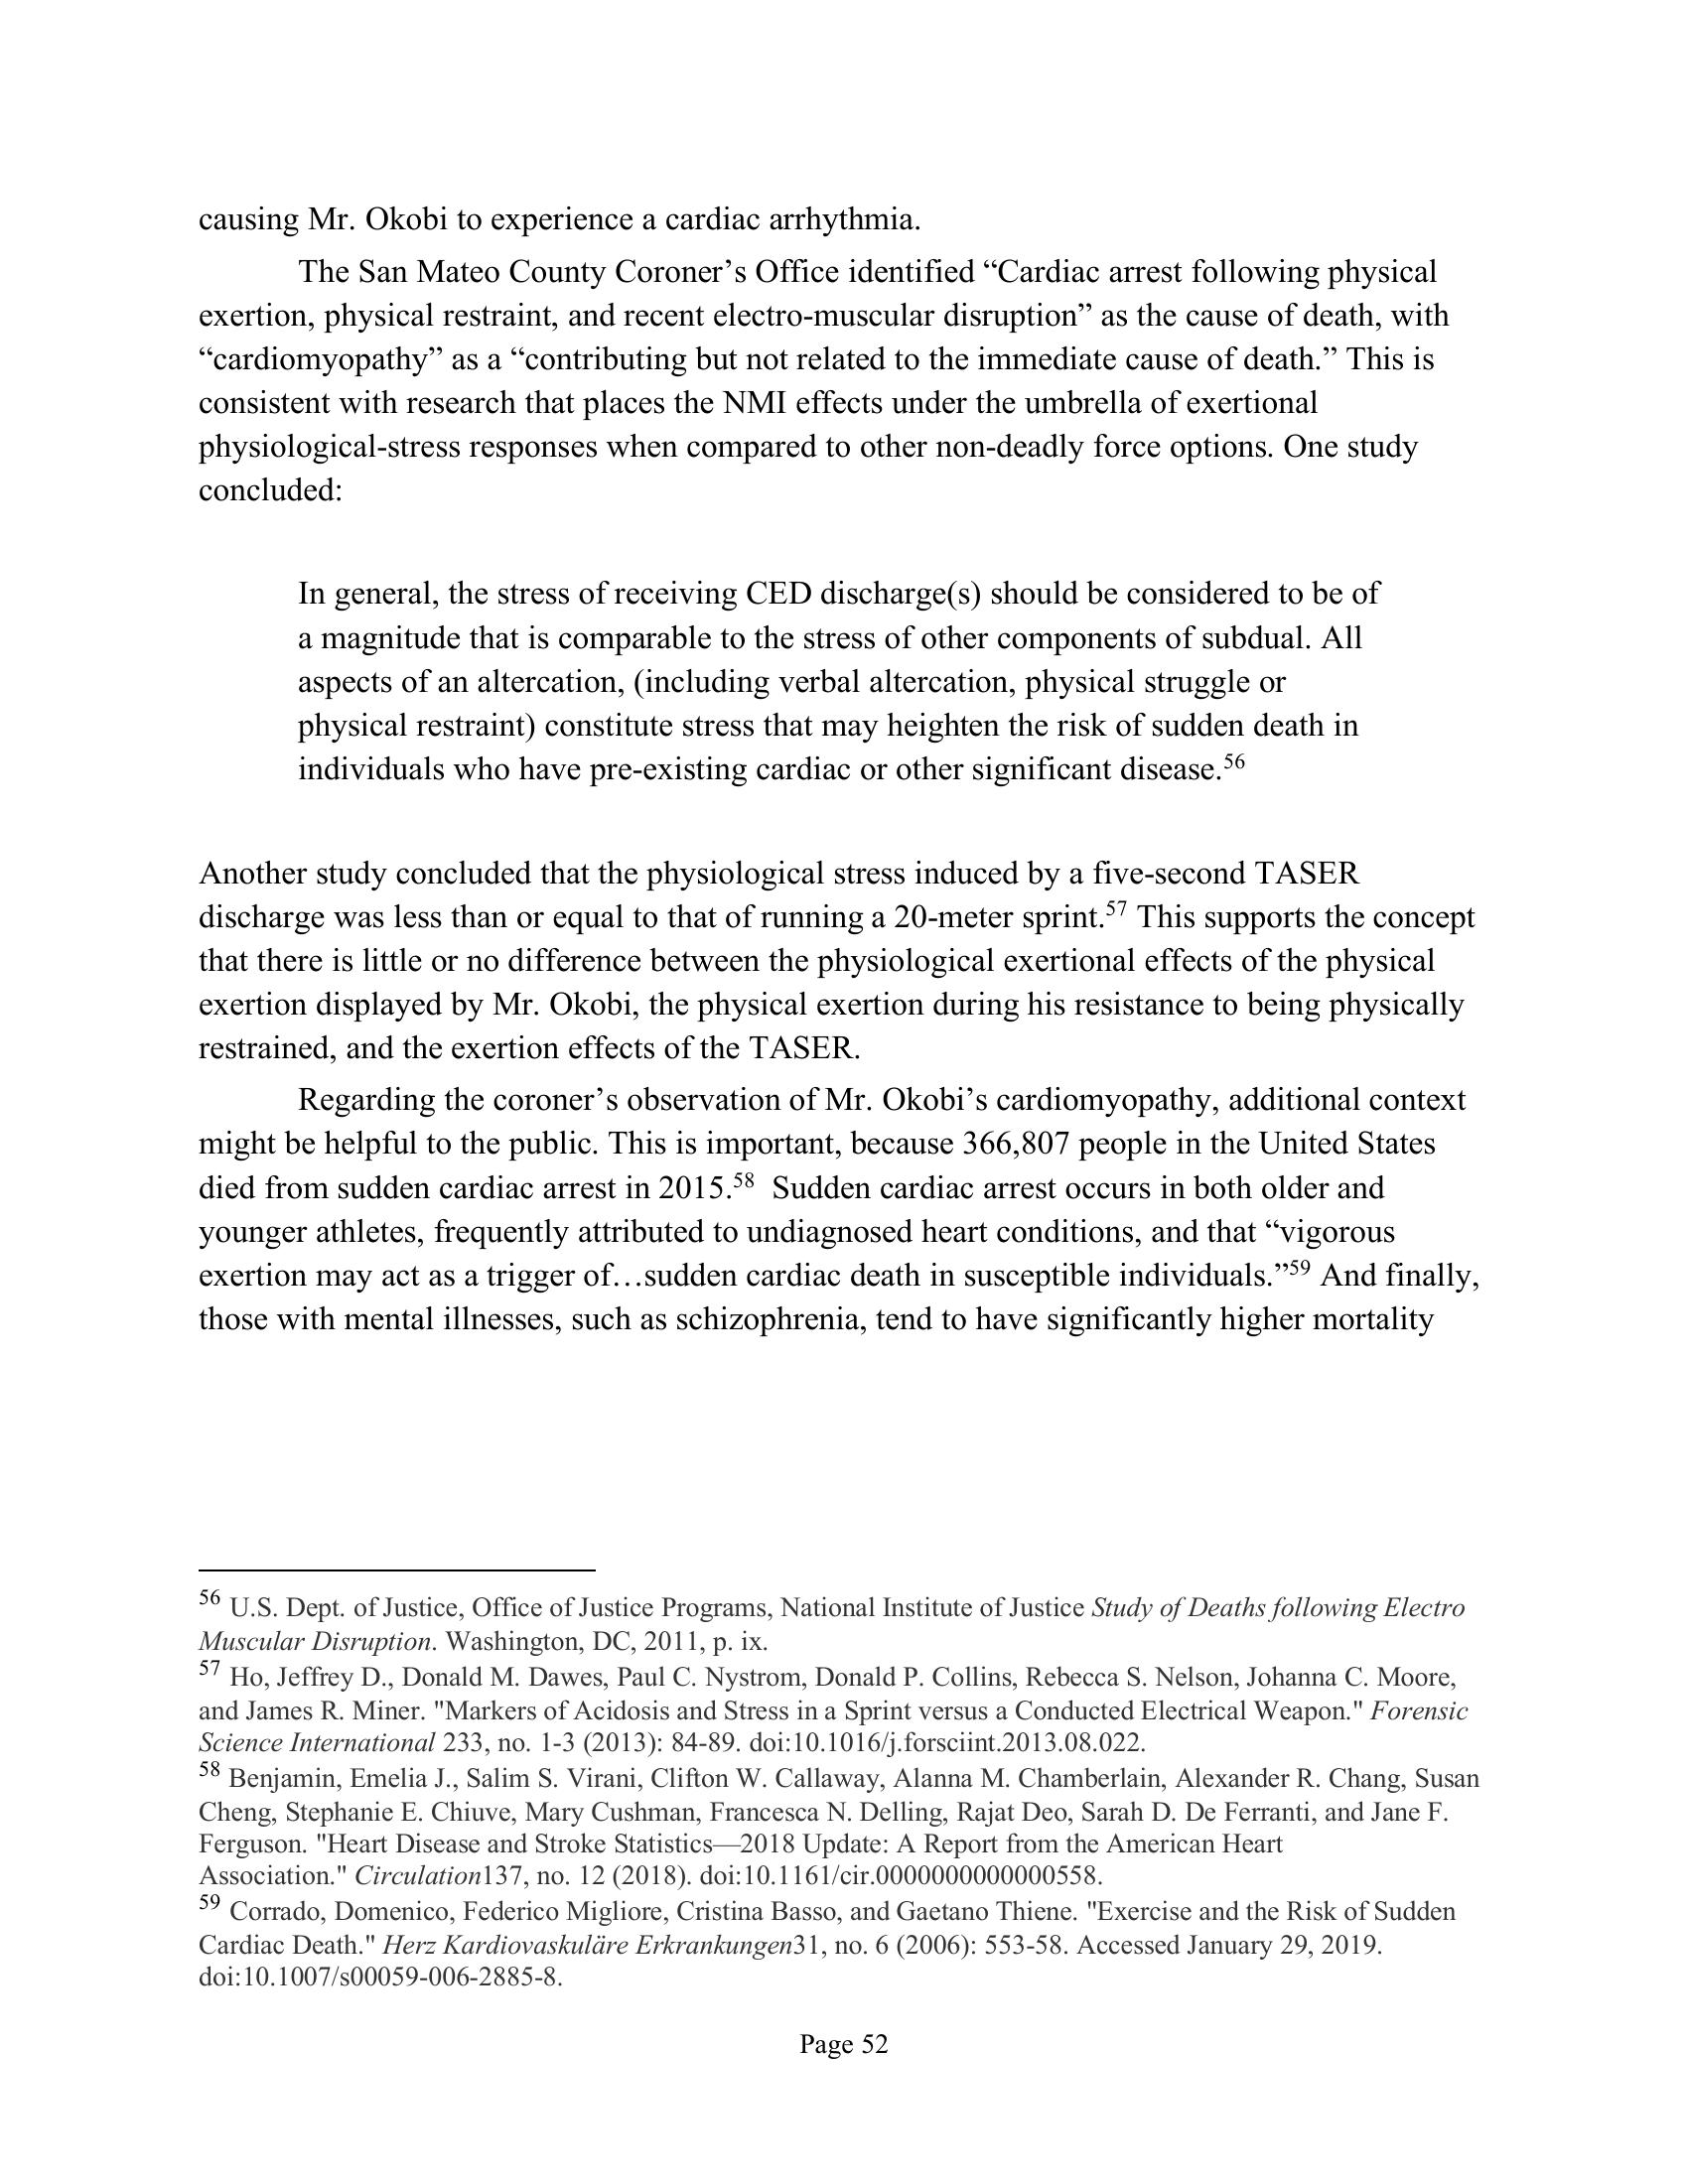 causing Mr. Okobi to experience a cardiac arrhythmia.
The San Mateo County Coroner’s Office identified “Cardiac arrest following physical
exertion, physical restraint, and recent electro-muscular disruption” as the cause of death, with
“cardiomyopathy” as a “contributing but not related to the immediate cause of death.” This is
consistent with research that places the NMI effects under the umbrella of exertional
physiological-stress responses when compared to other non-deadly force options. One study
concluded:
In general, the stress of receiving CED discharge(s) should be considered to be of
a magnitude that is comparable to the stress of other components of subdual. All
aspects of an altercation, (including verbal altercation, physical struggle or
physical restraint) constitute stress that may heighten the risk of sudden death in
individuals who have pre-existing cardiac or other significant disease.56
Another study concluded that the physiological stress induced by a five-second TASER
discharge was less than or equal to that of running a 20-meter sprint.57 This supports the concept
that there is little or no difference between the physiological exertional effects of the physical
exertion displayed by Mr. Okobi, the physical exertion during his resistance to being physically
restrained, and the exertion effects of the TASER.
Regarding the coroner’s observation of Mr. Okobi’s cardiomyopathy, additional context
might be helpful to the public. This is important, because 366,807 people in the United States
died from sudden cardiac arrest in 2015.58 Sudden cardiac arrest occurs in both older and
younger athletes, frequently attributed to undiagnosed heart conditions, and that “vigorous
exertion may act as a trigger of…sudden cardiac death in susceptible individuals.”59 And finally,
those with mental illnesses, such as schizophrenia, tend to have significantly higher mortality
56 U.S. Dept. of Justice, Office of Justice Programs, National Institute of Justice Study of Deaths following Electro
Muscular Disruption. Washington, DC, 2011, p. ix.
57 Ho, Jeffrey D., Donald M. Dawes, Paul C. Nystrom, Donald P. Collins, Rebecca S. Nelson, Johanna C. Moore,
and James R. Miner. "Markers of Acidosis and Stress in a Sprint versus a Conducted Electrical Weapon." Forensic
Science International 233, no. 1-3 (2013): 84-89. doi:10.1016/j.forsciint.2013.08.022.
58 Benjamin, Emelia J., Salim S. Virani, Clifton W. Callaway, Alanna M. Chamberlain, Alexander R. Chang, Susan
Cheng, Stephanie E. Chiuve, Mary Cushman, Francesca N. Delling, Rajat Deo, Sarah D. De Ferranti, and Jane F.
Ferguson. "Heart Disease and Stroke Statistics—2018 Update: A Report from the American Heart
Association." Circulation137, no. 12 (2018). doi:10.1161/cir.0000000000000558.
59 Corrado, Domenico, Federico Migliore, Cristina Basso, and Gaetano Thiene. "Exercise and the Risk of Sudden
Cardiac Death." Herz Kardiovaskuläre Erkrankungen31, no. 6 (2006): 553-58. Accessed January 29, 2019.
doi:10.1007/s00059-006-2885-8.
Page 52